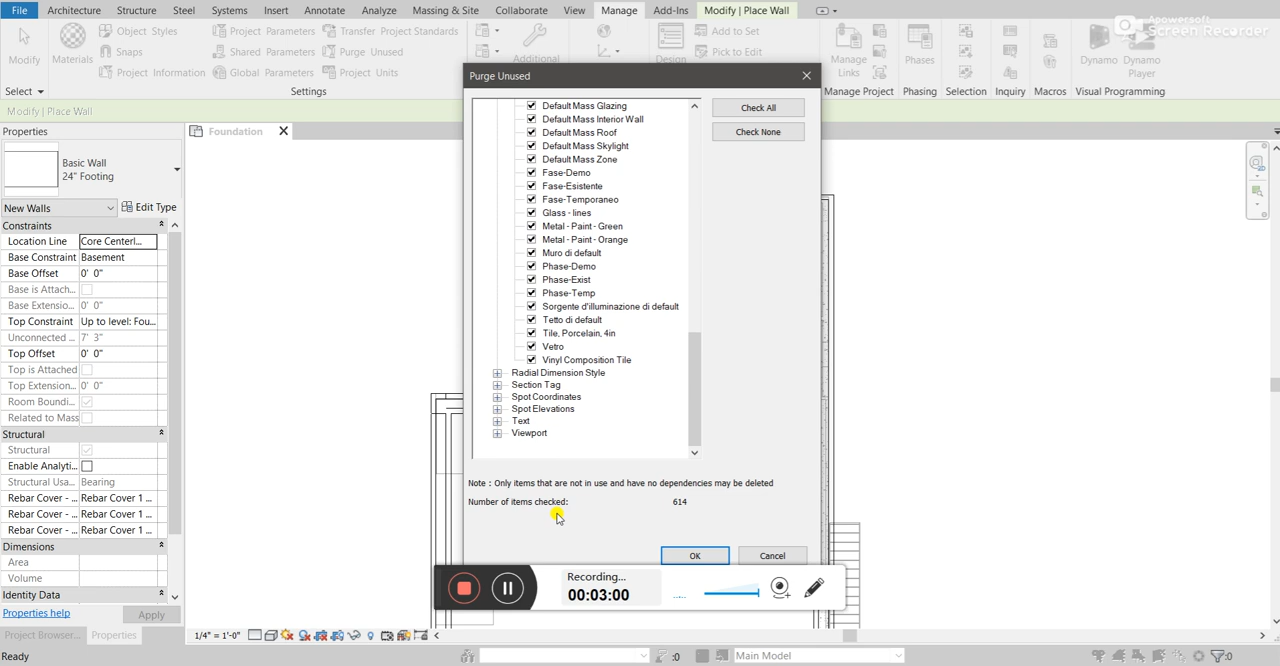 File Architecture Structure Steel Systems Insert Annotate Analyze Massing & Site Collaborate View Manage Add-Ins Modify | Place Wall
Apowersoft
Screen Recorder
Modify
Materials
Object Styles
Snaps
Project Information
Project Parameters
Shared Parameters
Global Parameters
Transfer Project Standards
Purge Unused
Project Units
Additional
Design
Add to Set
Pick to Edit
Manage
Links
Phases
Dynamo Dynamo
Player
Select
Settings
Manage Project Phasing Selection Inquiry Macros Visual Programming
Modify | Place Wall
Properties
Foundation
Basic Wall
24" Footing
New Walls Edit Type
Constraints
Location Line Core Centerl...
Base Constraint Basement
Base Offset 0' 0"
Base is Attach...
Base Extensio... 0' 0"
Top Constraint Up to level: Fou...
Unconnected ... 7' 3"
Top Offset 0' 0"
Top is Attached
Top Extension... 0' 0"
Room Boundi...
Related to Mass
Structural
Structural
Enable Analyti...
Structural Usa... Bearing
Rebar Cover - ... Rebar Cover 1 ...
Rebar Cover - ... Rebar Cover 1 ...
Rebar Cover - ... Rebar Cover 1 ...
Dimensions
Area
Volume
Identity Data
Properties help Apply
Project Browser... Properties
Purge Unused
Default Mass Glazing
Default Mass Interior Wall
Default Mass Roof
Default Mass Skylight
Default Mass Zone
Fase-Demo
Fase-Esistente
Fase-Temporaneo
Glass - lines
Metal - Paint - Green
Metal - Paint - Orange
Muro di default
Phase-Demo
Phase-Exist
Phase-Temp
Sorgente d'illuminazione di default
Tetto di default
Tile, Porcelain, 4in
Vetro
Vinyl Composition Tile
Radial Dimension Style
Section Tag
Spot Coordinates
Spot Elevations
Text
Viewport
Check All
Check None
Note : Only items that are not in use and have no dependencies may be deleted
Number of items checked: 614
OK Cancel
Recording...
00:03:00
1/4" = 1'-0"
Ready
:0
Main Model
:0